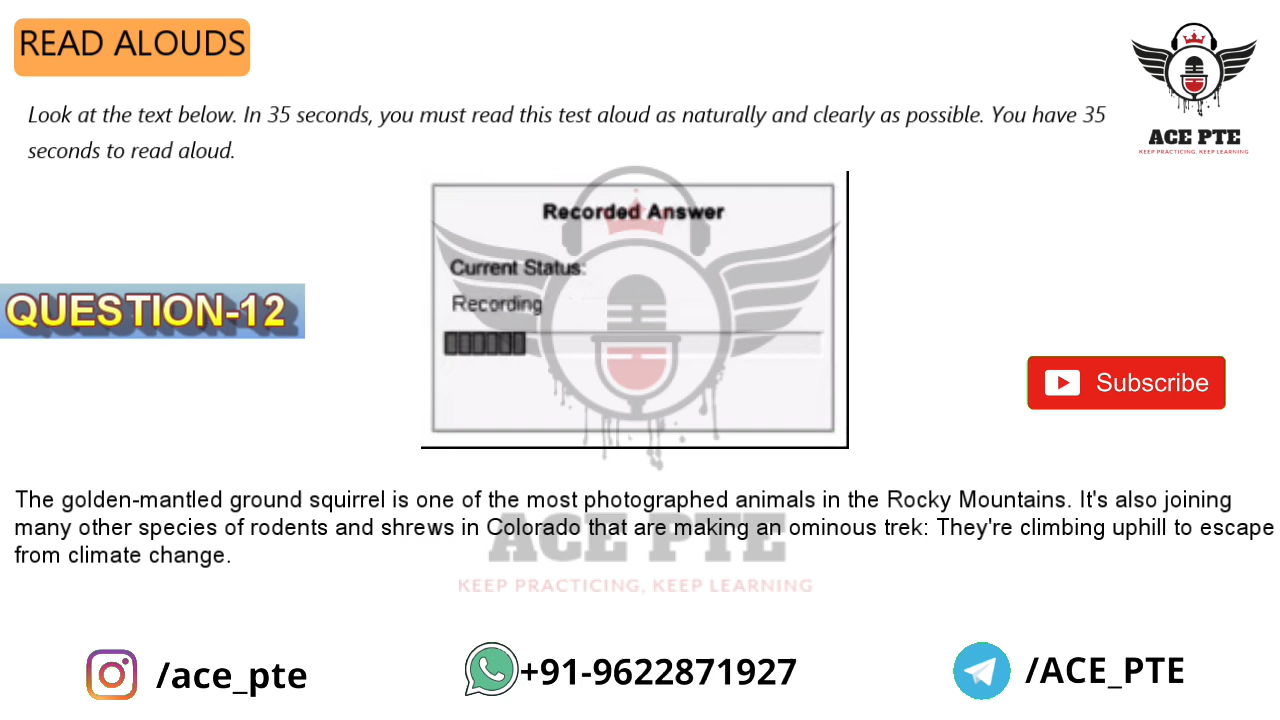 READ ALOUDS
Look at the text below. In 35 seconds, you must read this test aloud as naturally and clearly as possible. You have 35
seconds to read aloud.
ACE PTE
KEEP PRACTICING, KEEP LEARNING
Recorded Answer
Current Status:
Recording
QUESTION-12
Subscribe
The golden-mantled ground squirrel is one of the most photographed animals in the Rocky Mountains. It's also joining
many other species of rodents and shrews in Colorado that are making an ominous trek: They're climbing uphill to escape
from climate change.
ACE PTE
KEEP PRACTICING, KEEP LEARNING
/ace_pte
+91-9622871927
/ACE_PTE